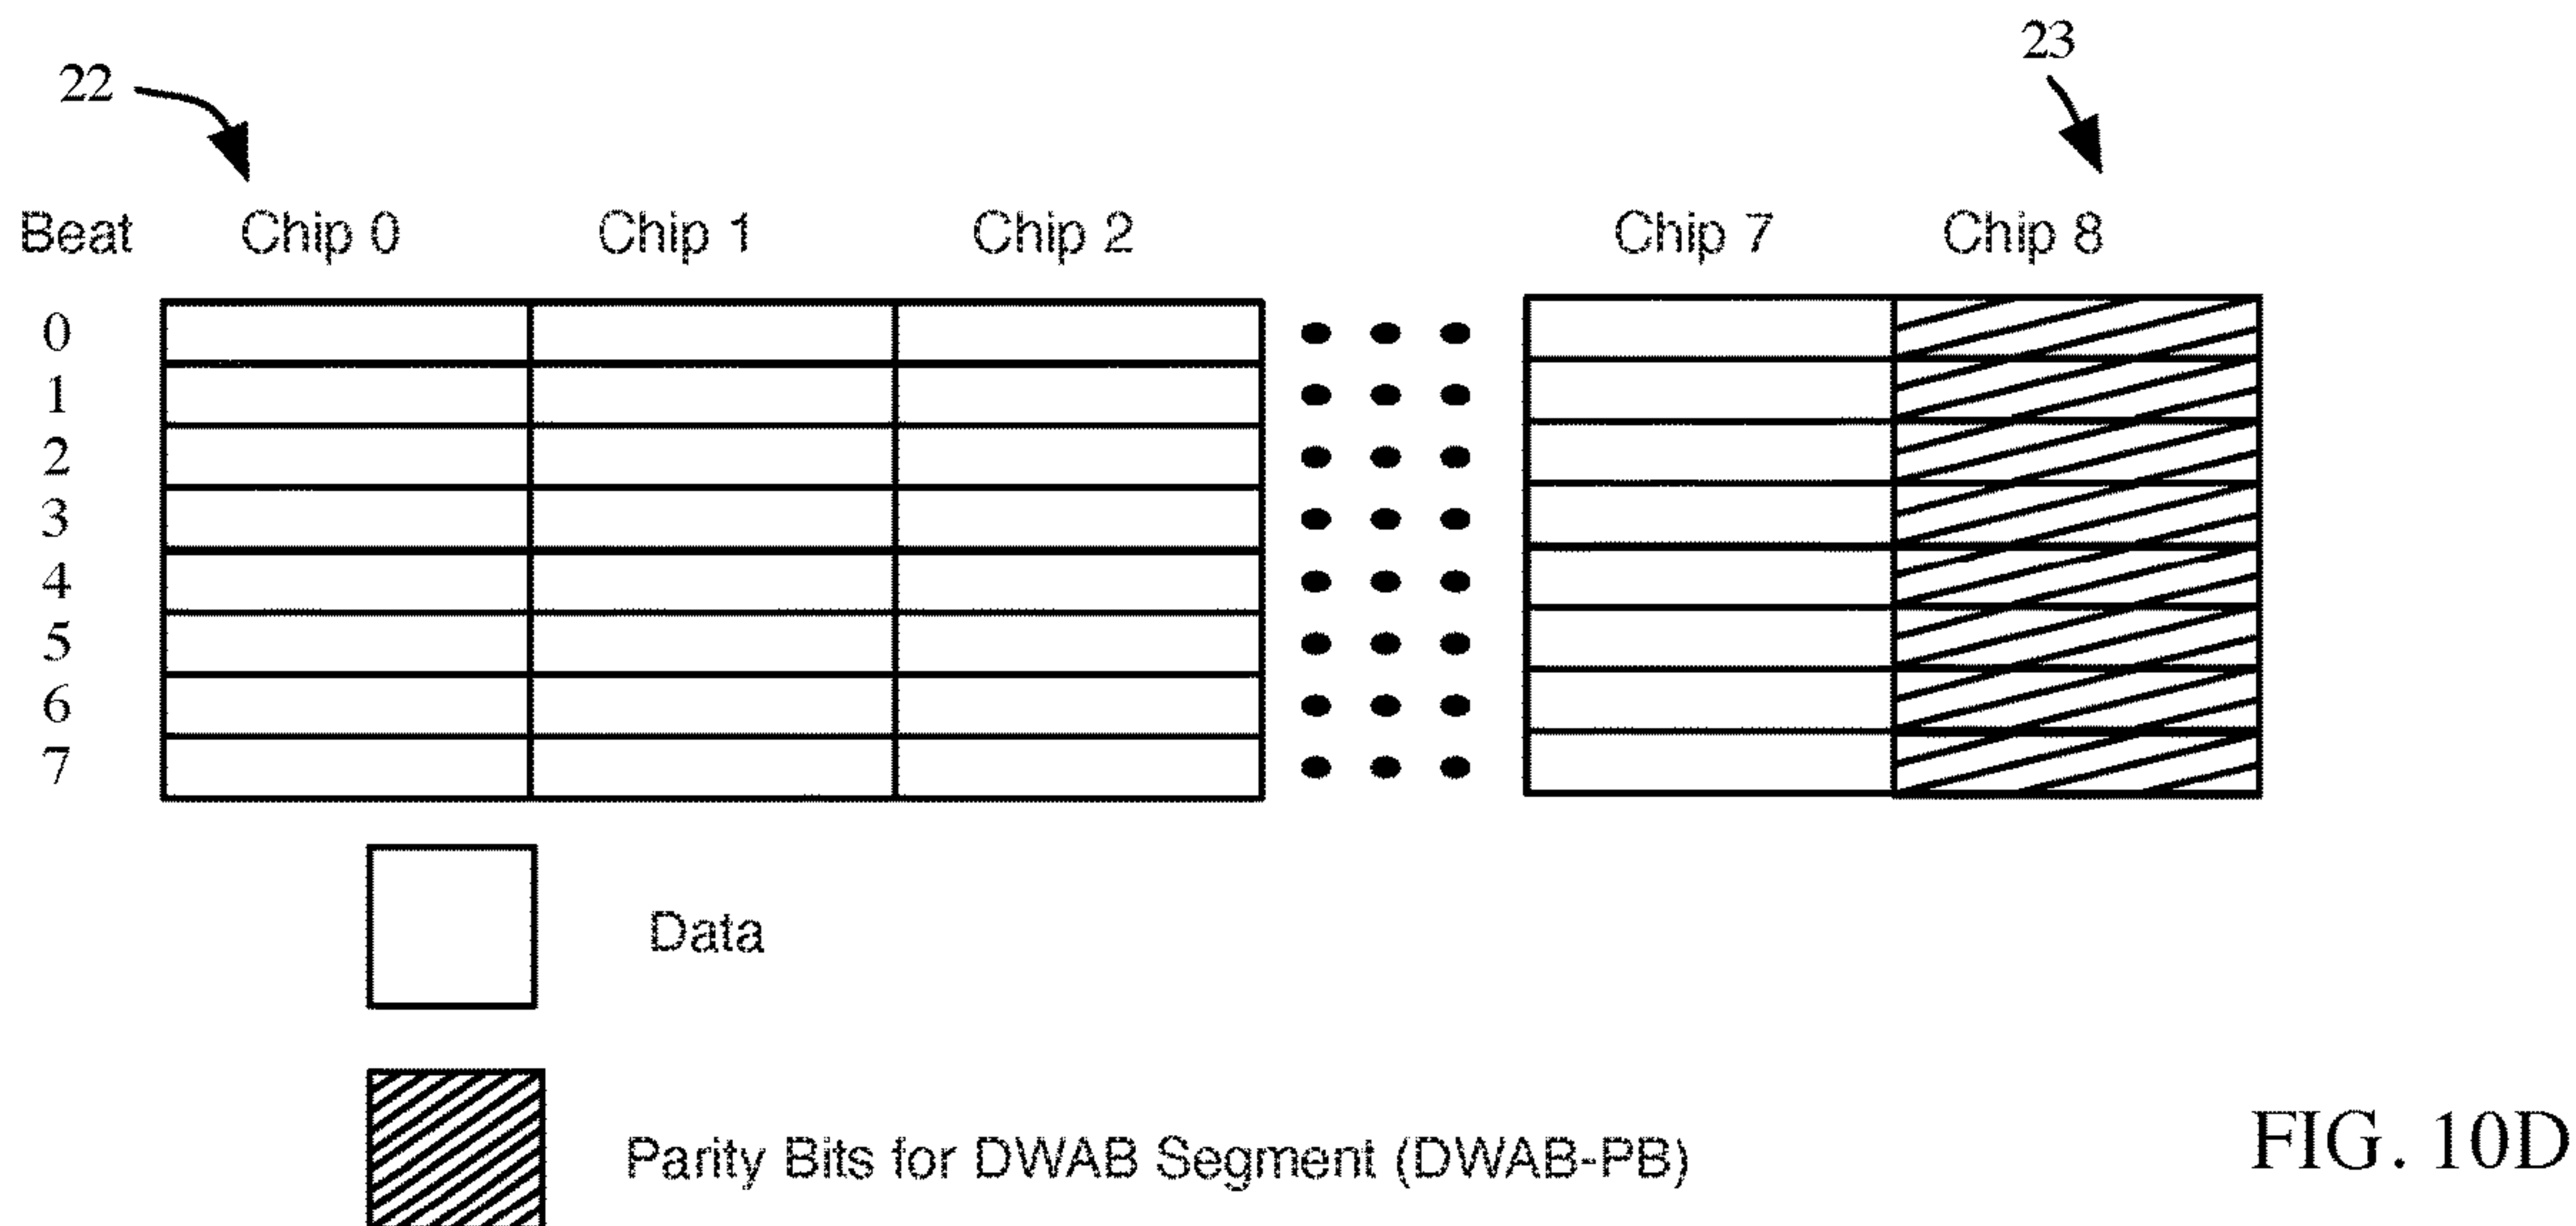 22
23
Beat Chip 0 Chip 1 Chip 2 Chip 7 Chip 8
0
1
2
3
4
5
6
7
Data
Parity Bits for DWAB Segment (DWAB-PB)
FIG. 10D